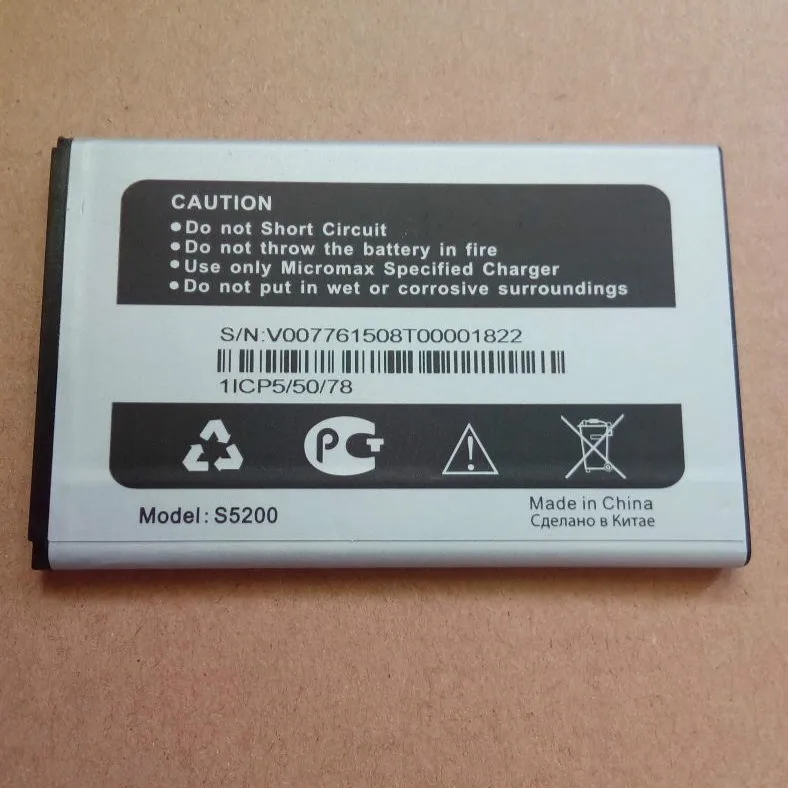 CAUTION
•Do not Short Circuit
•Do not throw the battery in fire
•Use only Micromax Specified Charger
•Do not put in wet or corrosive surroundings
S/N:V007761508T00001822
1ICP5/50/78
РСТ
Model: S5200
Made in China
Сделано в Китае